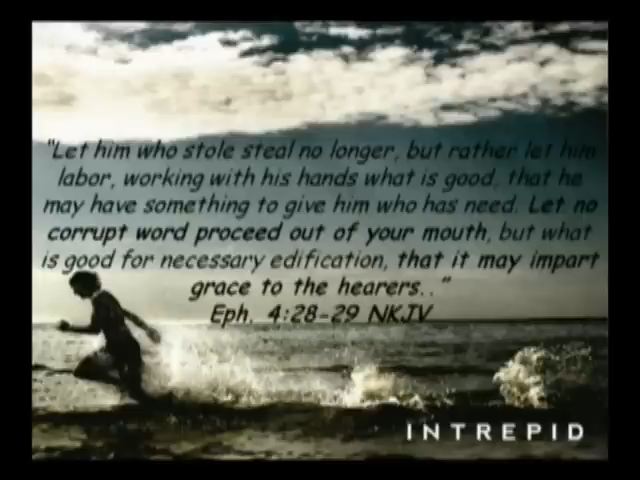 "Let him who stole steal no longer, but rather let him
labor, working with his hands what is good, that he
may have something to give him who has need. Let no
corrupt word proceed out of your mouth, but what
is good for necessary edification, that it may impart
grace to the hearers.."
Eph. 4:28-29 NKJV
INTREPID